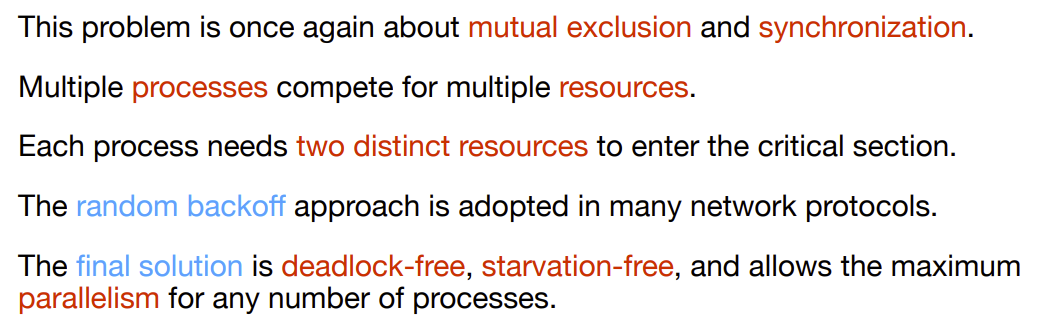 This problem is once again about mutual exclusion and synchronization.
Multiple processes compete for multiple resources.
Each process needs two distinct resources to enter the critical section.
The random backoff approach is adopted in many network protocols.
The final solution is deadlock-free, starvation-free, and allows the maximum
parallelism for any number of processes.